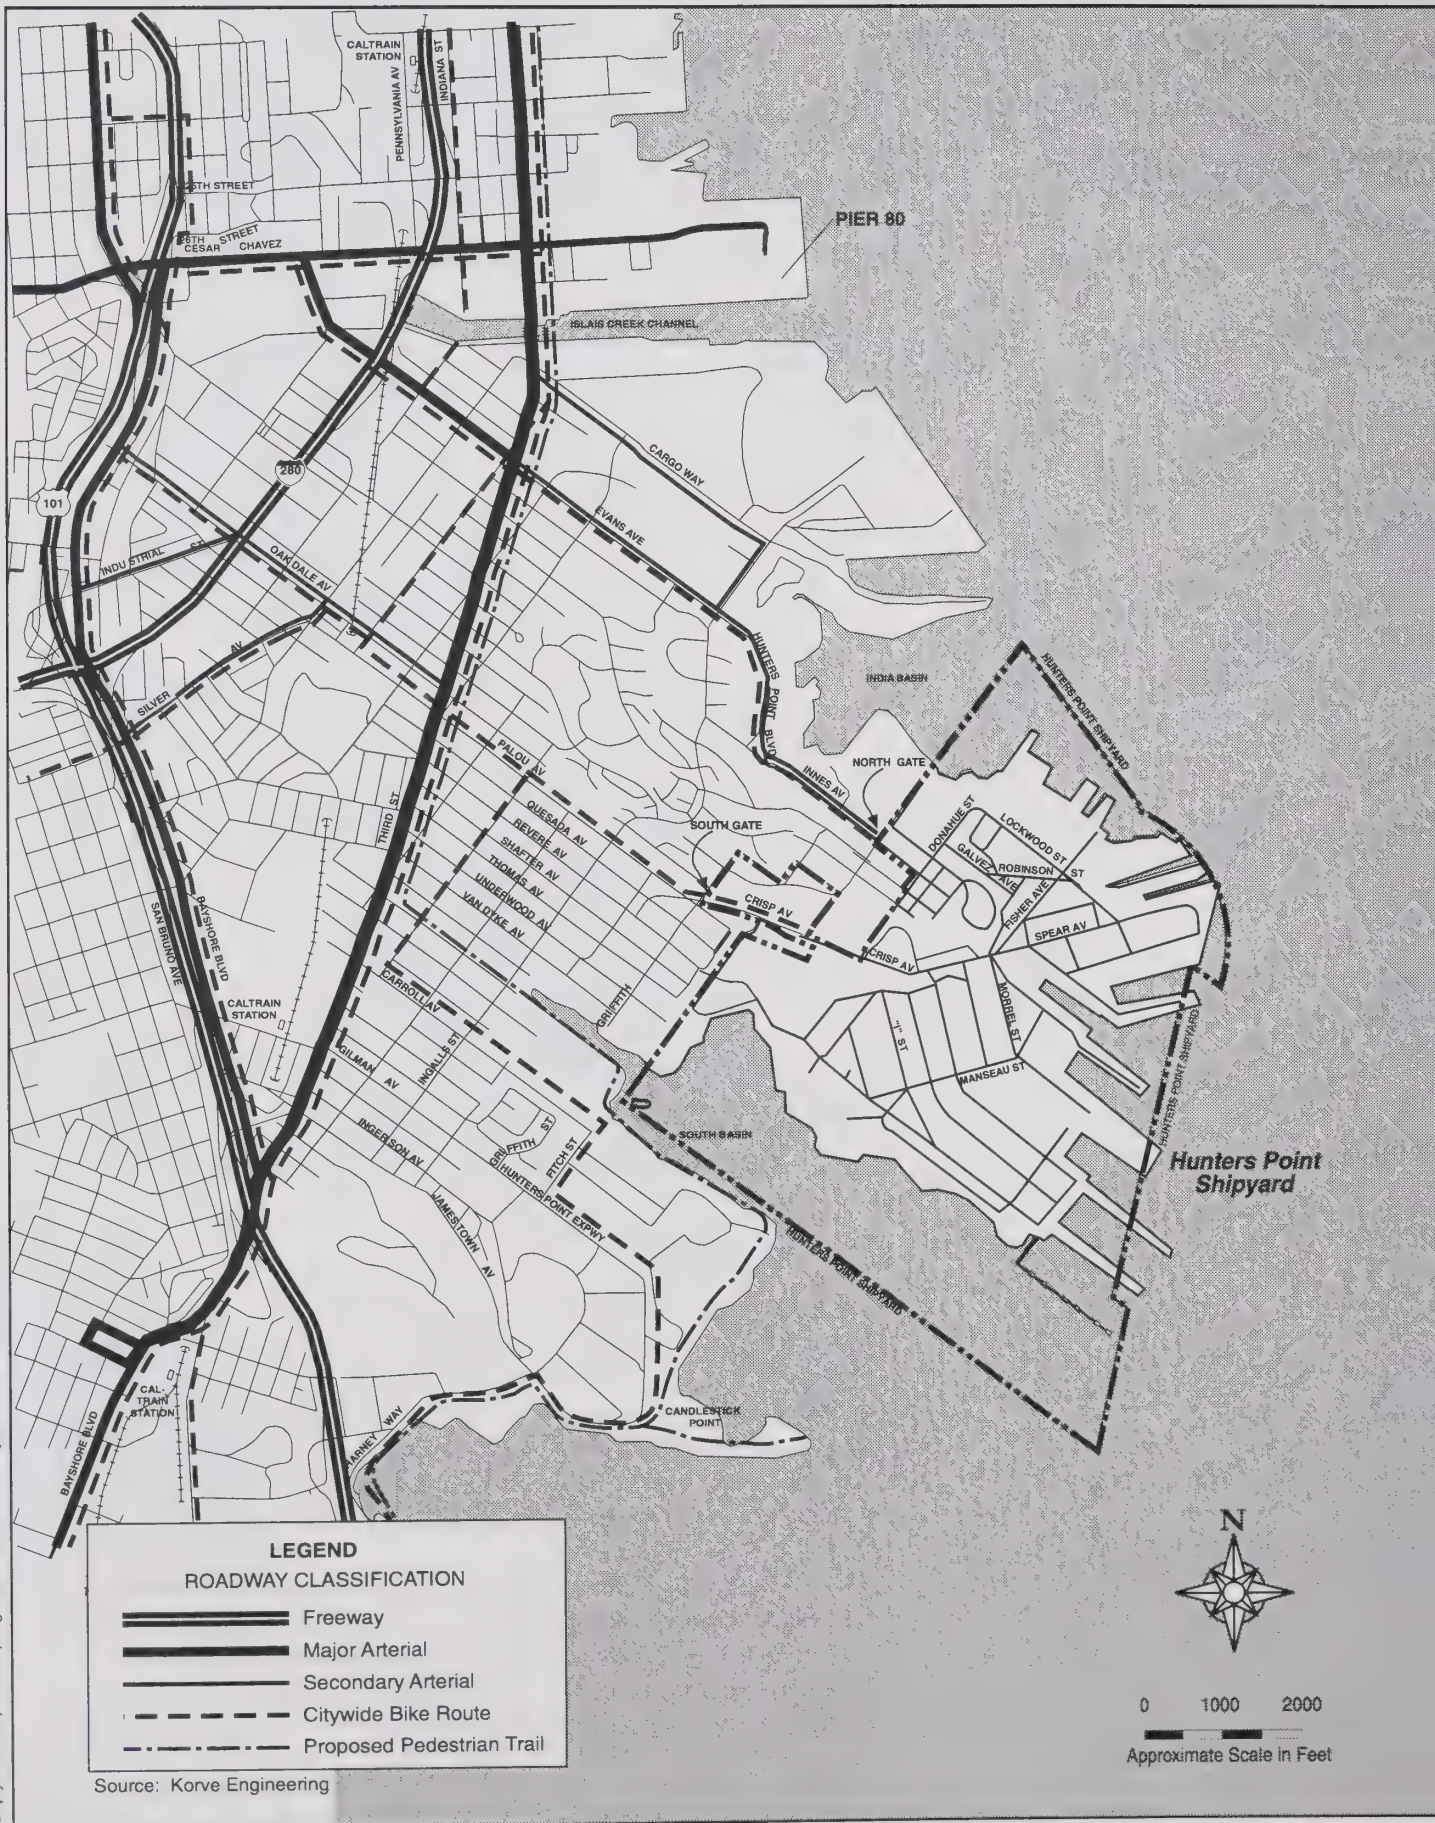 CALTRAIN
STATION
PENNSYLVANIA AV
INDIANA ST
25TH STREET
26TH STREET
CESAR CHAVEZ
PIER 80
ISLAIS CREEK CHANNEL
CARGO WAY
280
101
EVANS AVE
INDUSTRIAL ST
OAKDALE AV
SILVER AV
HUNTERS POINT BLVD
INDIA BASIN
HUNTERS POINT SHIPYARD
NORTH GATE
INNES AV
PALOU AV
SOUTH GATE
QUESADA AV
REVERE AV
SHAFTER AV
THOMAS AV
UNDERWOOD AV
VAN DYKE AV
THIRD ST
DONAHUE ST
LOCKWOOD ST
GALVEZ AVE
ROBINSON ST
FISHER AVE
SPEAR AV
CRISP AV
CRISP AV
SAN BRUNO AVE
BAYSHORE BLVD
CALTRAIN
STATION
CARROLL AV
GRIFFITH
"I" ST
MORREL ST
MANSEAU ST
HUNTERS POINT SHIPYARD
GILMAN AV
INGALLS ST
INGERSON AV
GRIFFITH ST
FITCH ST
SOUTH BASIN
Hunters Point
Shipyard
HUNTERS POINT EXPWY
JAMESTOWN AV
HUNTERS POINT SHIPYARD
CAL-
TRAIN
STATION
BAYSHORE BLVD
HARNEY WAY
CANDLESTICK
POINT
LEGEND
ROADWAY CLASSIFICATION
Freeway
Major Arterial
Secondary Arterial
Citywide Bike Route
Proposed Pedestrian Trail
Source: Korve Engineering
N
0 1000 2000
Approximate Scale in Feet